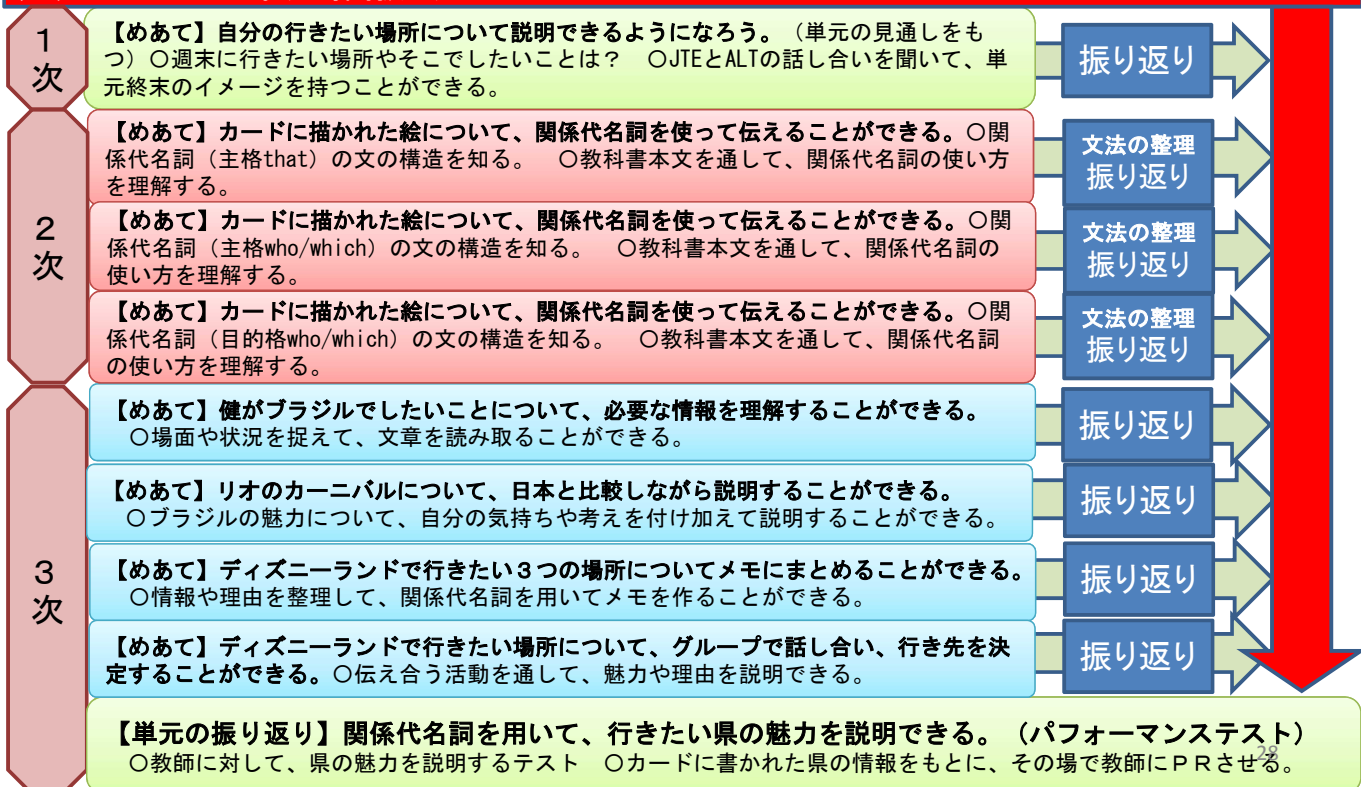 １
次
【めあて】自分の行きたい場所について説明できるようになろう。（単元の見通しをも
つ）○週末に行きたい場所やそこでしたいことは？　○JTEとALTの話し合いを聞いて、単
元終末のイメージを持つことができる。
振り返り
２
次
【めあて】カードに描かれた絵について、関係代名詞を使って伝えることができる。○関
係代名詞（主格that）の文の構造を知る。　○教科書本文を通して、関係代名詞の使い方
を理解する。
文法の整理
振り返り
【めあて】カードに描かれた絵について、関係代名詞を使って伝えることができる。○関
係代名詞（主格who/which）の文の構造を知る。　○教科書本文を通して、関係代名詞の
使い方を理解する。
文法の整理
振り返り
【めあて】カードに描かれた絵について、関係代名詞を使って伝えることができる。○関
係代名詞（目的格who/which）の文の構造を知る。　○教科書本文を通して、関係代名詞
の使い方を理解する。
文法の整理
振り返り
３
次
【めあて】健がブラジルでしたいことについて、必要な情報を理解することができる。
○場面や状況を捉えて、文章を読み取ることができる。
振り返り
【めあて】リオのカーニバルについて、日本と比較しながら説明することができる。
○ブラジルの魅力について、自分の気持ちや考えを付け加えて説明することができる。
振り返り
【めあて】ディズニーランドで行きたい３つの場所についてメモにまとめることができる。
○情報や理由を整理して、関係代名詞を用いてメモを作ることができる。
振り返り
【めあて】ディズニーランドで行きたい場所について、グループで話し合い、行き先を決
定することができる。○伝え合う活動を通して、魅力や理由を説明できる。
振り返り
【単元の振り返り】関係代名詞を用いて、行きたい県の魅力を説明できる。（パフォーマンステスト）
○教師に対して、県の魅力を説明するテスト　○カードに書かれた県の情報をもとに、その場で教師にＰＲさせる。
28